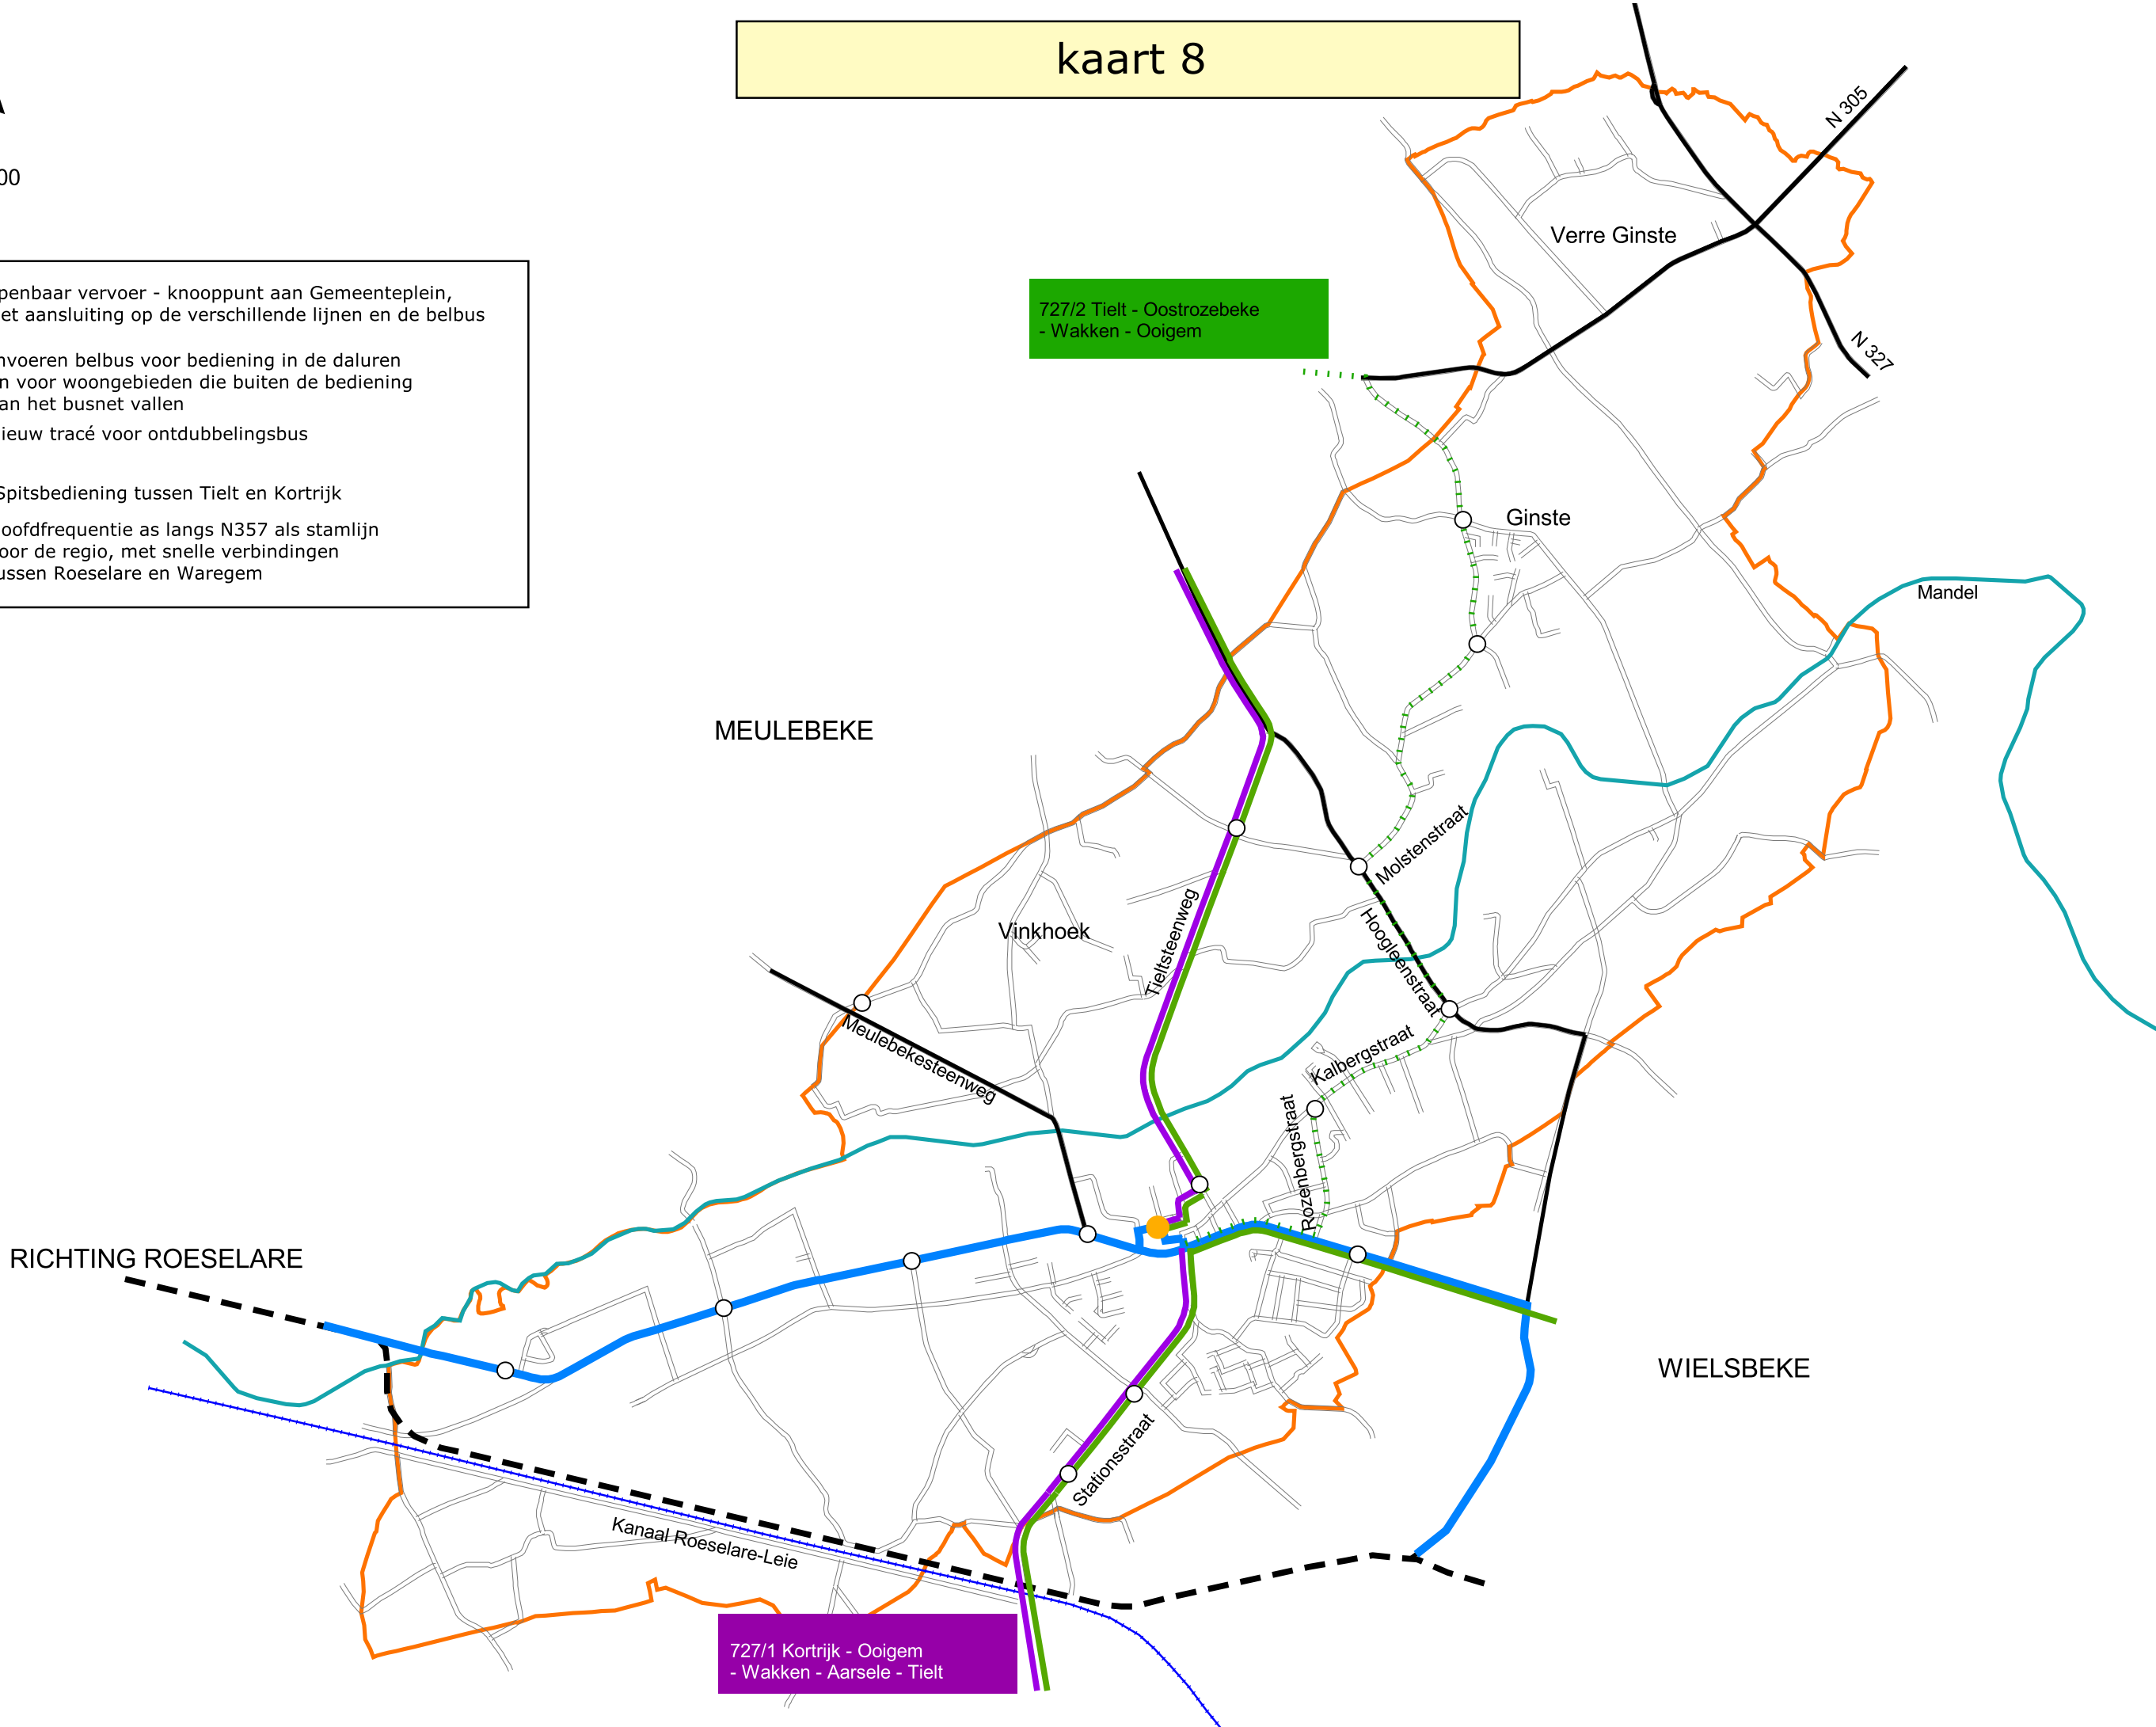 kaart 8
00
penbaar vervoer - knooppunt aan Gemeenteplein,
et aansluiting op de verschillende lijnen en de belbus
nvoeren belbus voor bediening in de daluren
n voor woongebieden die buiten de bediening
an het busnet vallen
ieuw tracé voor ontdubbelingsbus
Spitsbediening tussen Tielt en Kortrijk
oofdfrequentie as langs N357 als stamlijn
oor de regio, met snelle verbindingen
ussen Roeselare en Waregem
N 305
Verre Ginste
727/2 Tielt - Oostrozebeke
- Wakken - Ooigem
N 327
Ginste
Mandel
MEULEBEKE
Molstenstraat
Vinkhoek
Tieltsteenweg
Hoogleenstraat
Meulebekesteenweg
Kalbergstraat
Rozenbergstraat
RICHTING ROESELARE
WIELSBEKE
Stationsstraat
Kanaal Roeselare-Leie
727/1 Kortrijk - Ooigem
- Wakken - Aarsele - Tielt